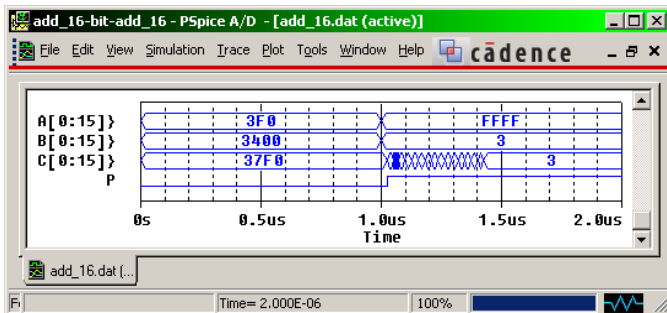 add_16-bit-add_16 - PSpice A/D - [add_16.dat (active)]
File Edit View Simulation Trace Plot Tools Window Help cādence
A[0:15]} 3F0 FFFF
B[0:15]} 3400 3
C[0:15]} 37F0 3
P
0s 0.5us 1.0us 1.5us 2.0us
Time
add_16.dat (...
Time= 2.000E-06 100%